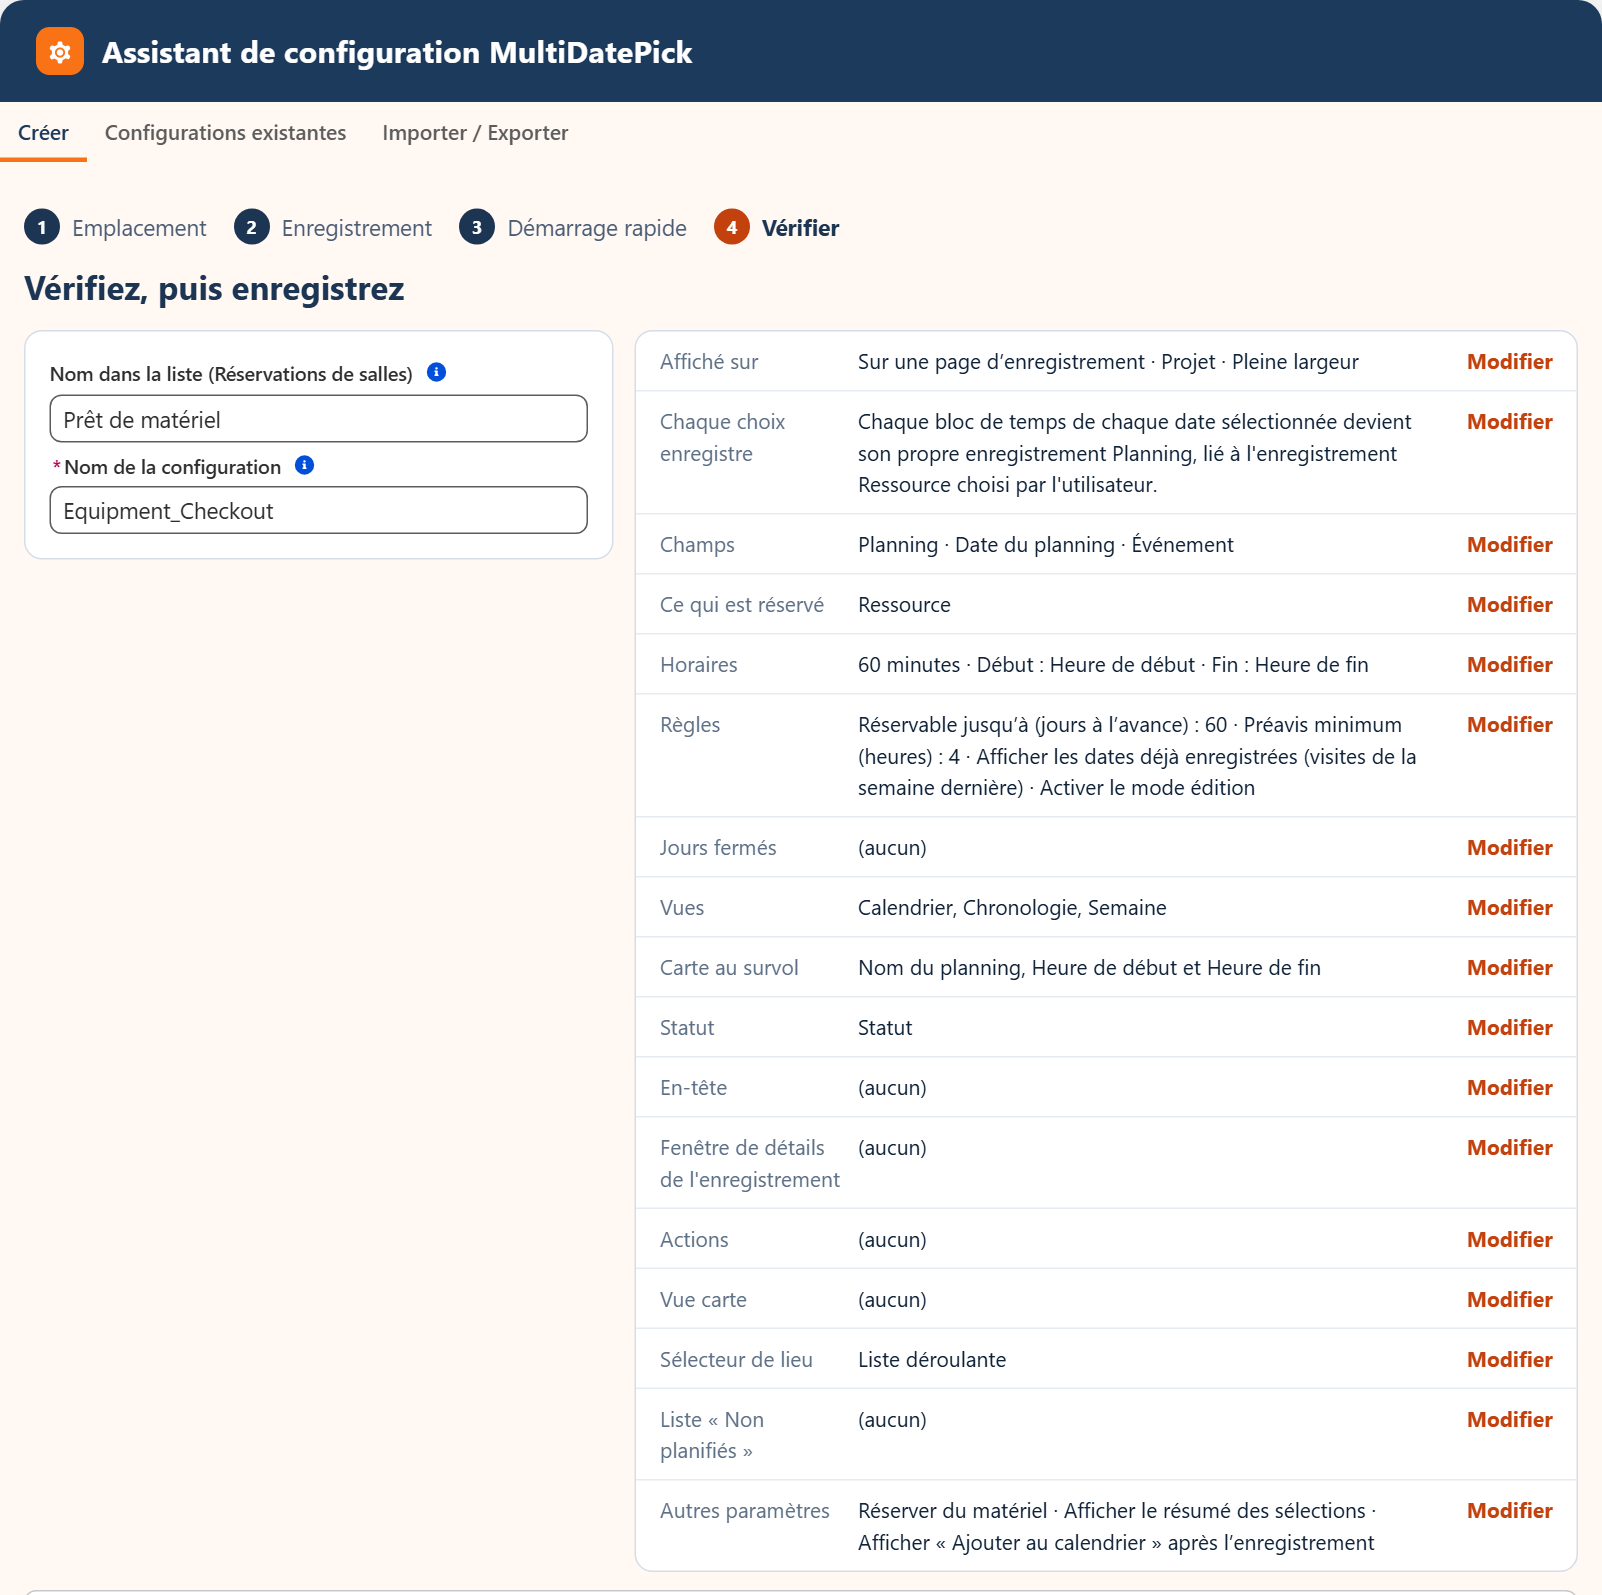 Assistant de configuration MultiDatePick
Créer
Configurations existantes
Importer / Exporter
1 Emplacement
2 Enregistrement
3 Démarrage rapide
4 Vérifier
Vérifiez, puis enregistrez
Nom dans la liste (Réservations de salles)
Prêt de matériel
*Nom de la configuration
Equipment_Checkout
Affiché sur
Sur une page d’enregistrement · Projet · Pleine largeur
Modifier
Chaque choix
enregistre
Chaque bloc de temps de chaque date sélectionnée devient
son propre enregistrement Planning, lié à l'enregistrement
Ressource choisi par l'utilisateur.
Modifier
Champs
Planning · Date du planning · Événement
Modifier
Ce qui est réservé
Ressource
Modifier
Horaires
60 minutes · Début : Heure de début · Fin : Heure de fin
Modifier
Règles
Réservable jusqu’à (jours à l’avance) : 60 · Préavis minimum
(heures) : 4 · Afficher les dates déjà enregistrées (visites de la
semaine dernière) · Activer le mode édition
Modifier
Jours fermés
(aucun)
Modifier
Vues
Calendrier, Chronologie, Semaine
Modifier
Carte au survol
Nom du planning, Heure de début et Heure de fin
Modifier
Statut
Statut
Modifier
En-tête
(aucun)
Modifier
Fenêtre de détails
de l'enregistrement
(aucun)
Modifier
Actions
(aucun)
Modifier
Vue carte
(aucun)
Modifier
Sélecteur de lieu
Liste déroulante
Modifier
Liste « Non
planifiés »
(aucun)
Modifier
Autres paramètres
Réserver du matériel · Afficher le résumé des sélections ·
Afficher « Ajouter au calendrier » après l’enregistrement
Modifier